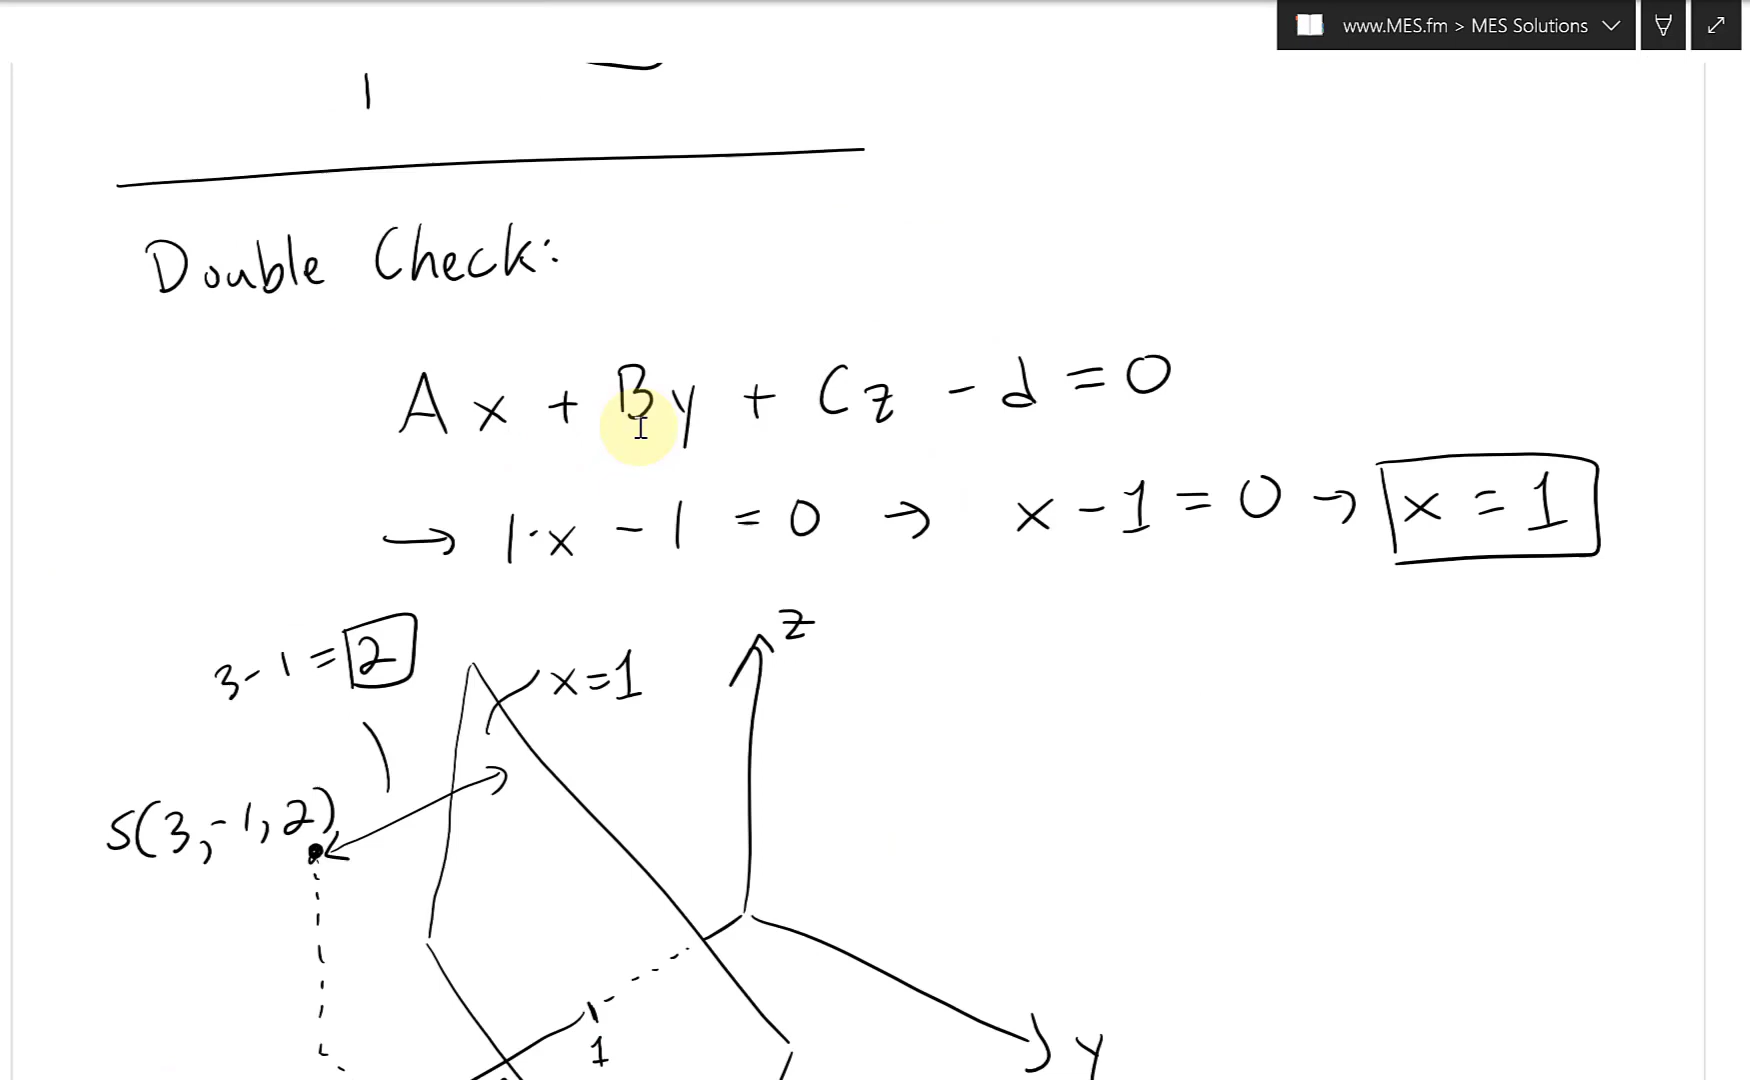 www.MES.fm > MES Solutions
1
Double Check:
Ax + By + Cz - d = 0
→ 1·x - 1 = 0 → x - 1 = 0 → x = 1
z
3 - 1 = 2
x=1
S(3,-1,2)
1
y